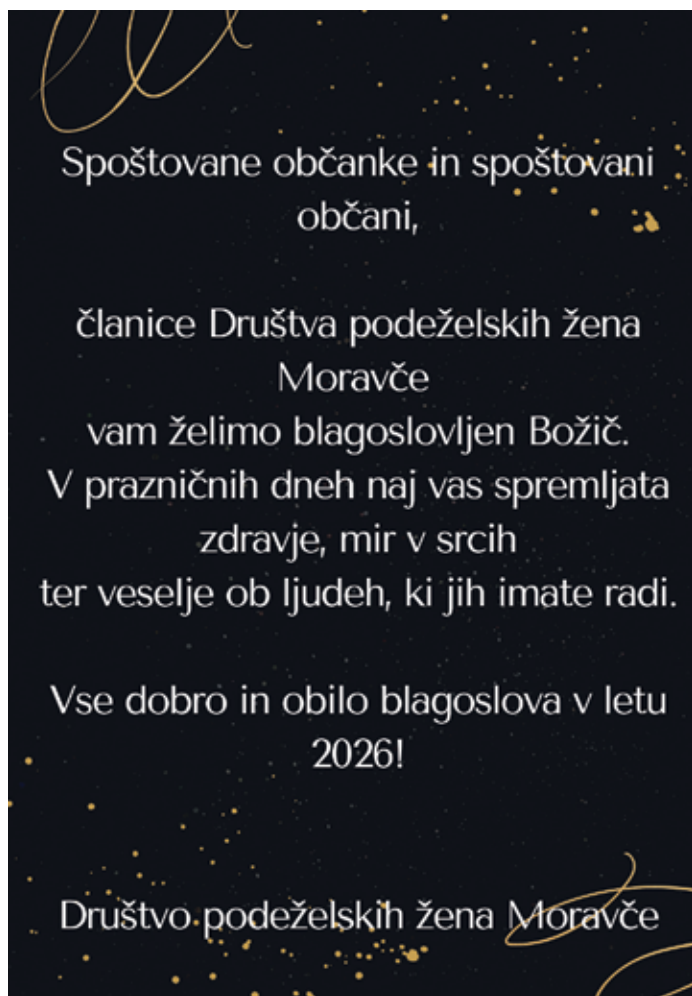 Spoštovane občanke in spoštovani
občani,
članice Društva podeželskih žena
Moravče
vam želimo blagoslovljen Božič.
V prazničnih dneh naj vas spremljata
zdravje, mir v srcih
ter veselje ob ljudeh, ki jih imate radi.
Vse dobro in obilo blagoslova v letu
2026!
Društvo podeželskih žena Moravče